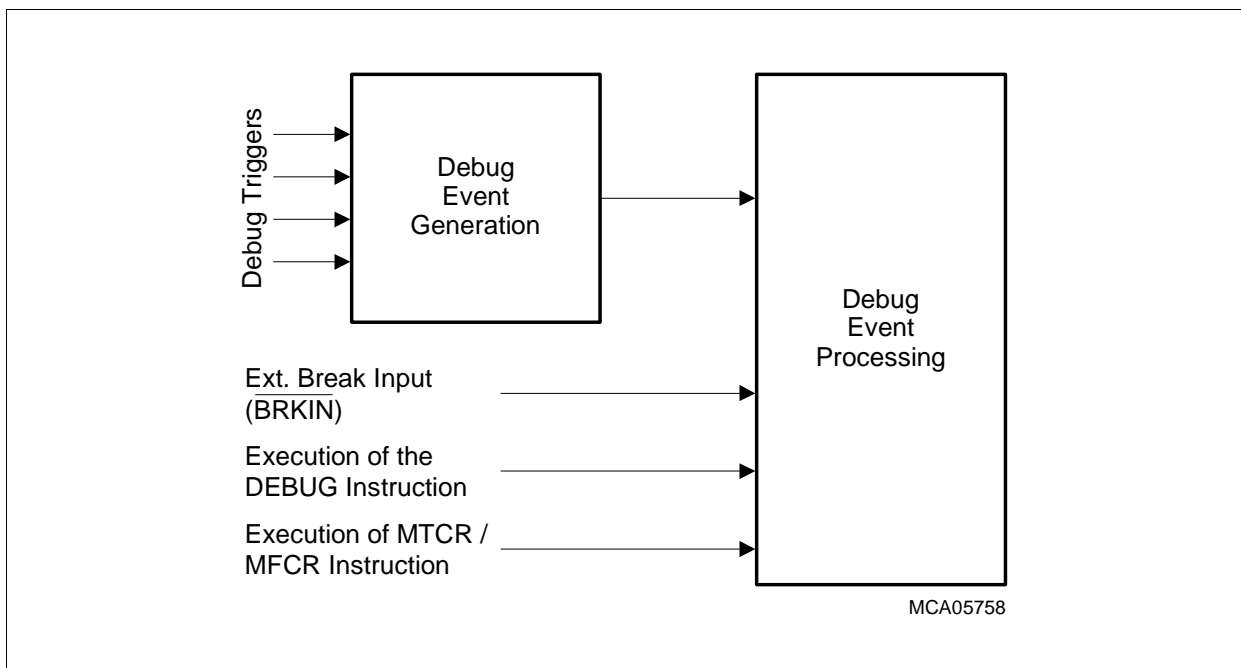 Debug Triggers
Debug
Event
Generation
Debug
Event
Processing
Ext. Break Input
(BRKIN)
Execution of the
DEBUG Instruction
Execution of MTCR /
MFCR Instruction
MCA05758